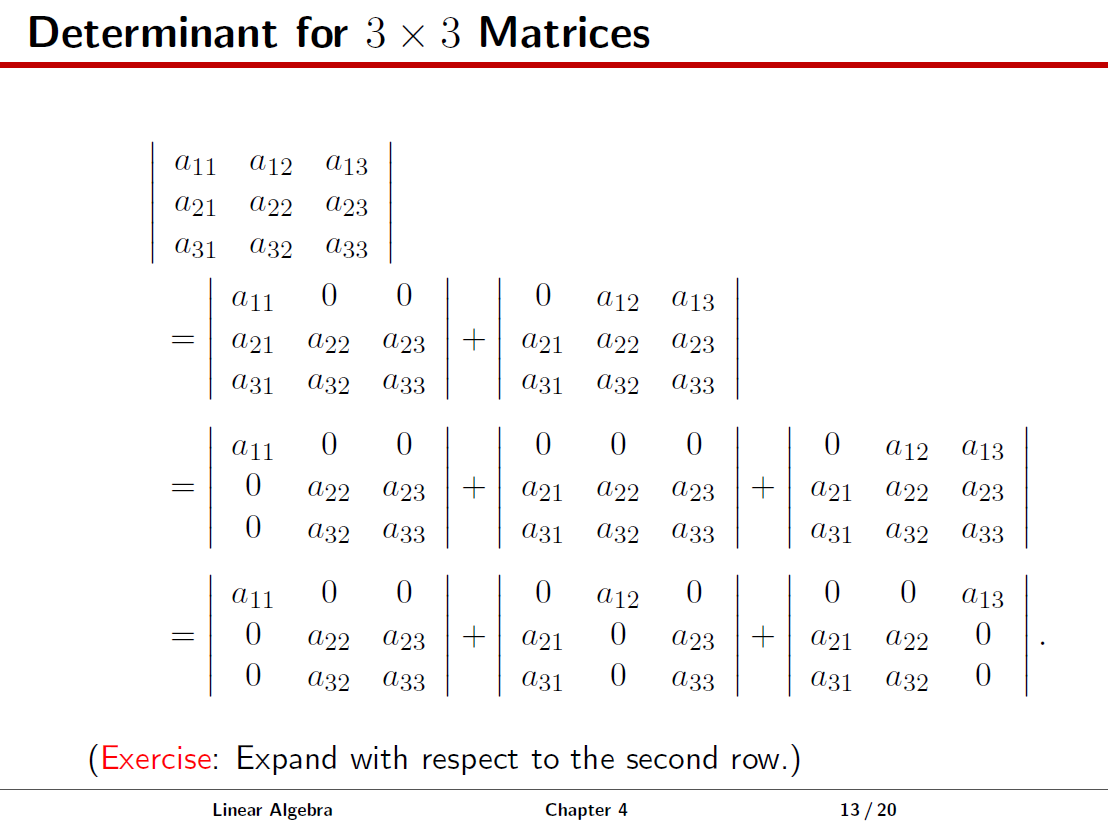 Determinant for 3 × 3 Matrices
| a₁₁ a₁₂ a₁₃ |
| a₂₁ a₂₂ a₂₃ |
| a₃₁ a₃₂ a₃₃ |
| a₁₁ 0 0 | | 0 a₁₂ a₁₃ |
= | a₂₁ a₂₂ a₂₃ | + | a₂₁ a₂₂ a₂₃ |
| a₃₁ a₃₂ a₃₃ | | a₃₁ a₃₂ a₃₃ |
| a₁₁ 0 0 | | 0 0 0 | | 0 a₁₂ a₁₃ |
= | 0 a₂₂ a₂₃ | + | a₂₁ a₂₂ a₂₃ | + | a₂₁ a₂₂ a₂₃ |
| 0 a₃₂ a₃₃ | | a₃₁ a₃₂ a₃₃ | | a₃₁ a₃₂ a₃₃ |
| a₁₁ 0 0 | | 0 a₁₂ 0 | | 0 0 a₁₃ |
= | 0 a₂₂ a₂₃ | + | a₂₁ 0 a₂₃ | + | a₂₁ a₂₂ 0 | .
| 0 a₃₂ a₃₃ | | a₃₁ 0 a₃₃ | | a₃₁ a₃₂ 0 |
(Exercise: Expand with respect to the second row.)
Linear Algebra Chapter 4 13 / 20